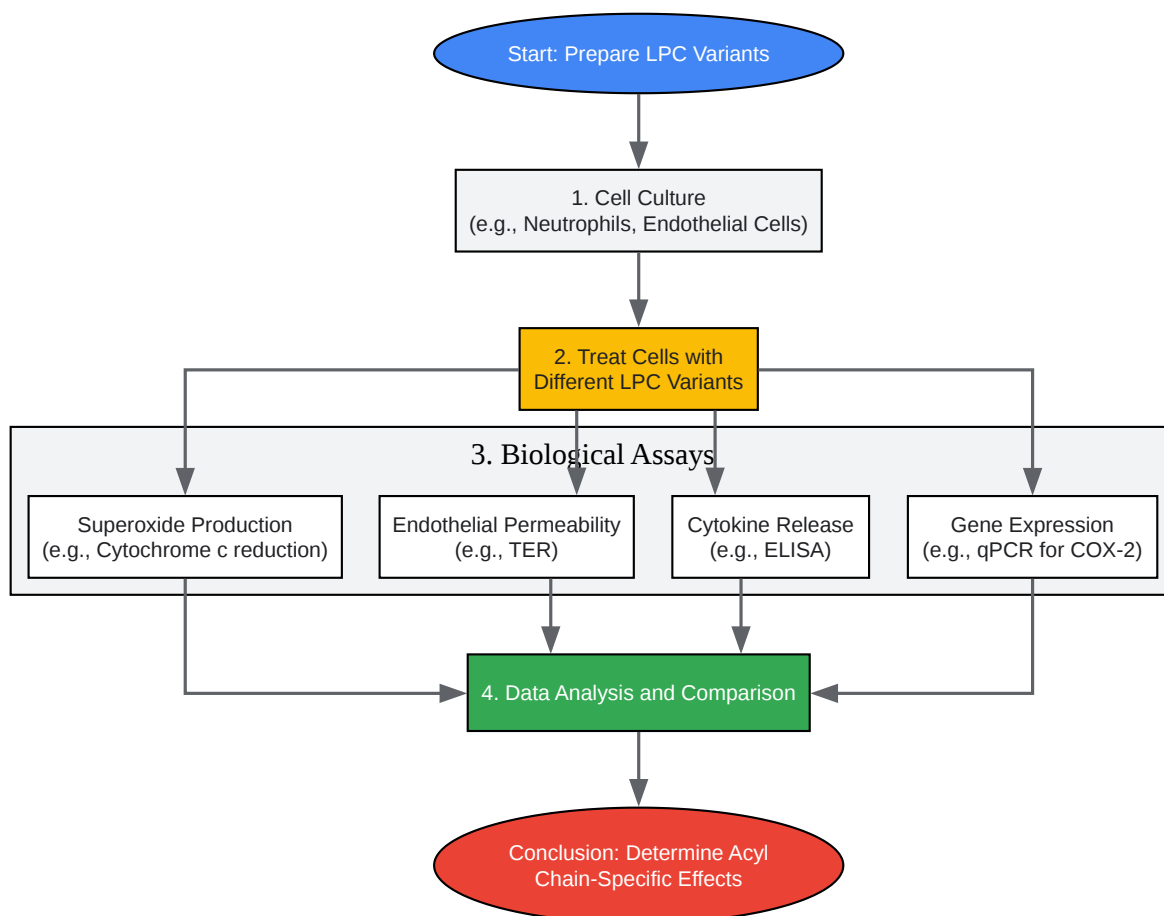 Start: Prepare LPC Variants
1. Cell Culture
(e.g., Neutrophils, Endothelial Cells)
2. Treat Cells with
Different LPC Variants
3. Biological Assays
Superoxide Production
(e.g., Cytochrome c reduction)
Endothelial Permeability
(e.g., TER)
Cytokine Release
(e.g., ELISA)
Gene Expression
(e.g., qPCR for COX-2)
4. Data Analysis and Comparison
Conclusion: Determine Acyl
Chain-Specific Effects